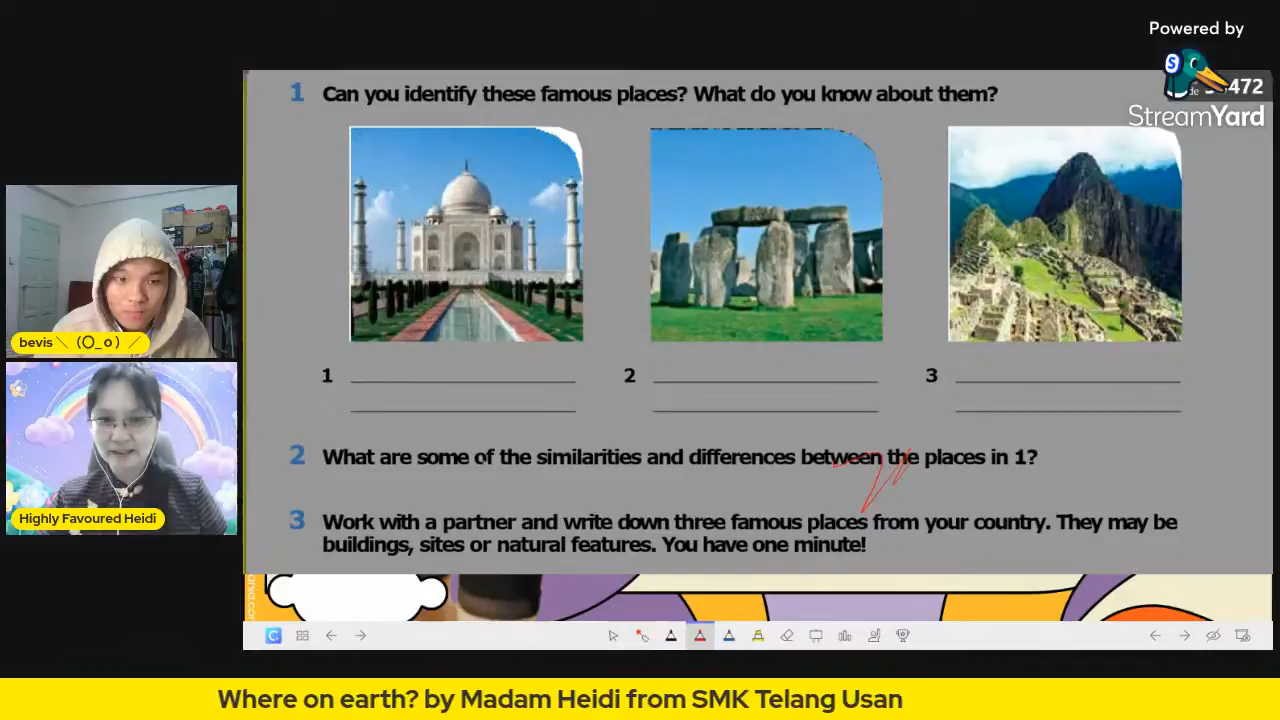 Powered by
472
StreamYard
1 Can you identify these famous places? What do you know about them?
1 2 3
2 What are some of the similarities and differences between the places in 1?
3 Work with a partner and write down three famous places from your country. They may be
buildings, sites or natural features. You have one minute!
bevis＼（〇_ｏ）／
Highly Favoured Heidi
Where on earth? by Madam Heidi from SMK Telang Usan